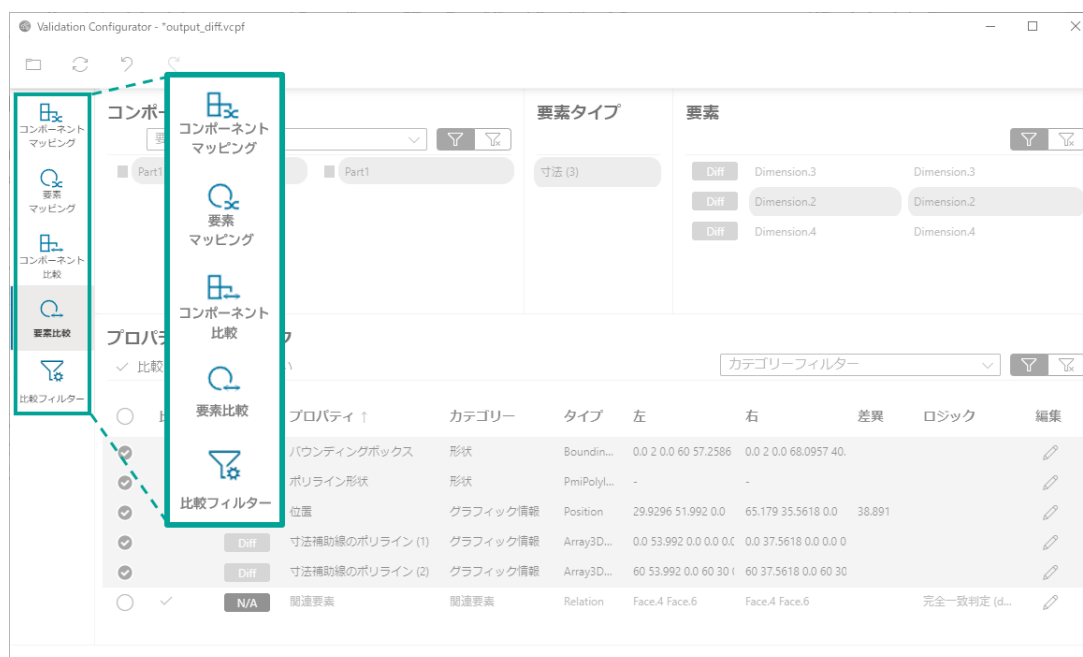 Validation Configurator - *output_diff.vcpf
コンポーネント
マッピング
要素
マッピング
コンポーネント
比較
要素比較
比較フィルター
コンポーネント
マッピング
要素
マッピング
コンポーネント
比較
要素比較
比較フィルター
コンポー
要素タイプ
要素
Part1
Part1
寸法 (3)
Diff Dimension.3 Dimension.3
Diff Dimension.2 Dimension.2
Diff Dimension.4 Dimension.4
プロパ
比較
カテゴリーフィルター
プロパティ ↑ カテゴリー タイプ 左 右 差異 ロジック 編集
バウンディングボックス 形状 Boundin... 0.0 2 0.0 60 57.2586 0.0 2 0.0 68.0957 40.
ポリライン形状 形状 PmiPolyl... - -
位置 グラフィック情報 Position 29.9296 51.992 0.0 65.179 35.5618 0.0 38.891
Diff 寸法補助線のポリライン (1) グラフィック情報 Array3D... 0.0 53.992 0.0 0.0 0.0 0.0 37.5618 0.0 0.0 0
Diff 寸法補助線のポリライン (2) グラフィック情報 Array3D... 60 53.992 0.0 60 30 60 37.5618 0.0 60 30
N/A 関連要素 関連要素 Relation Face.4 Face.6 Face.4 Face.6 完全一致判定 (d...